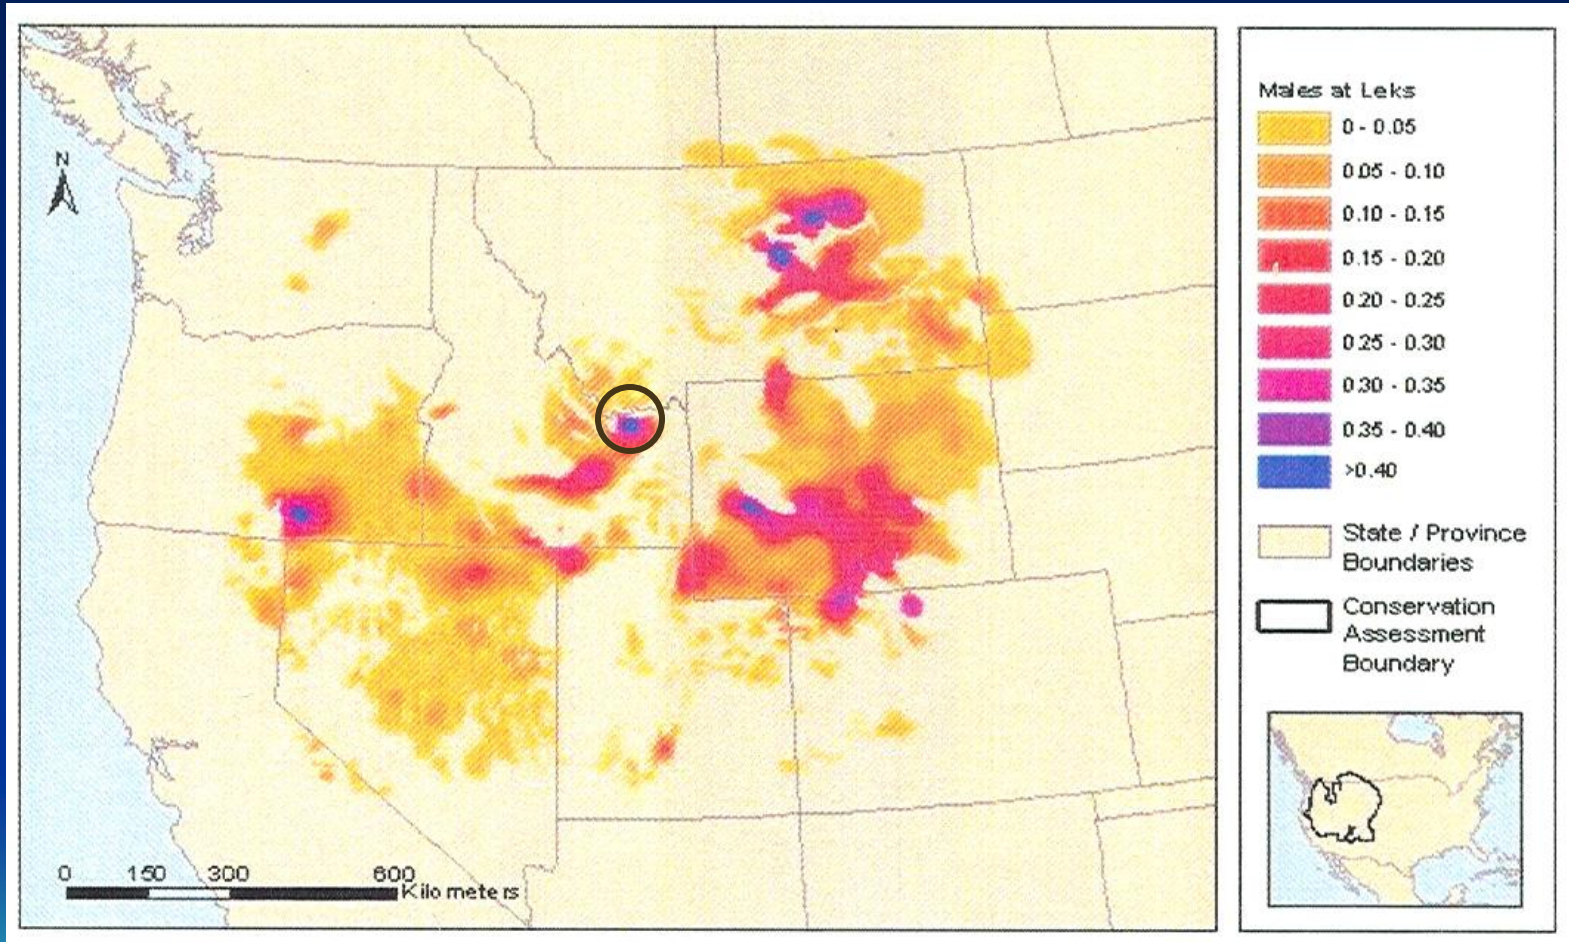 N
0 150 300 600
Kilometers
Males at Leks
0 - 0.05
0.05 - 0.10
0.10 - 0.15
0.15 - 0.20
0.20 - 0.25
0.25 - 0.30
0.30 - 0.35
0.35 - 0.40
>0.40
State / Province
Boundaries
Conservation
Assessment
Boundary